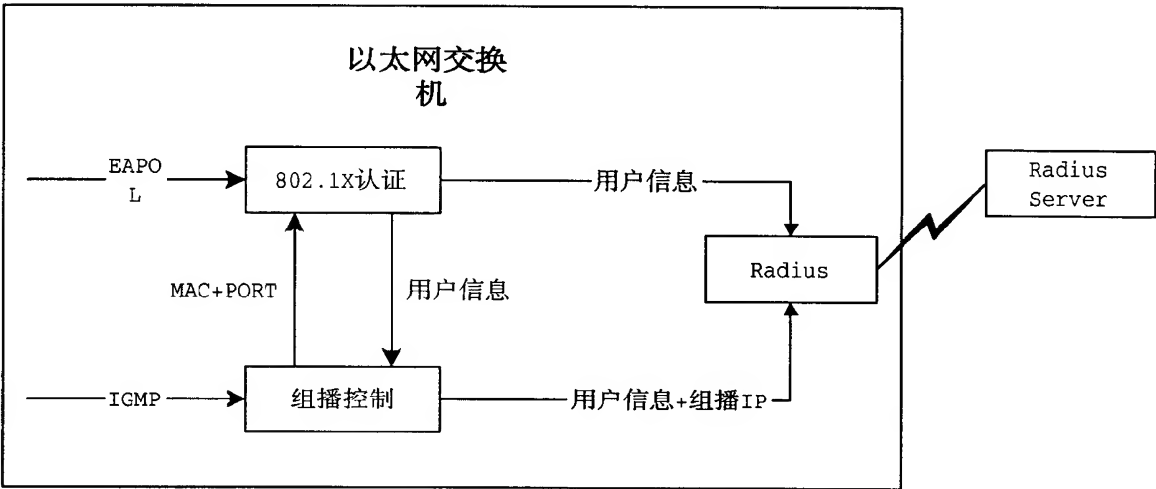 以太网交换
机
EAPO
L
802.1X认证
用户信息
Radius
Server
Radius
MAC+PORT
用户信息
IGMP
组播控制
用户信息+组播IP